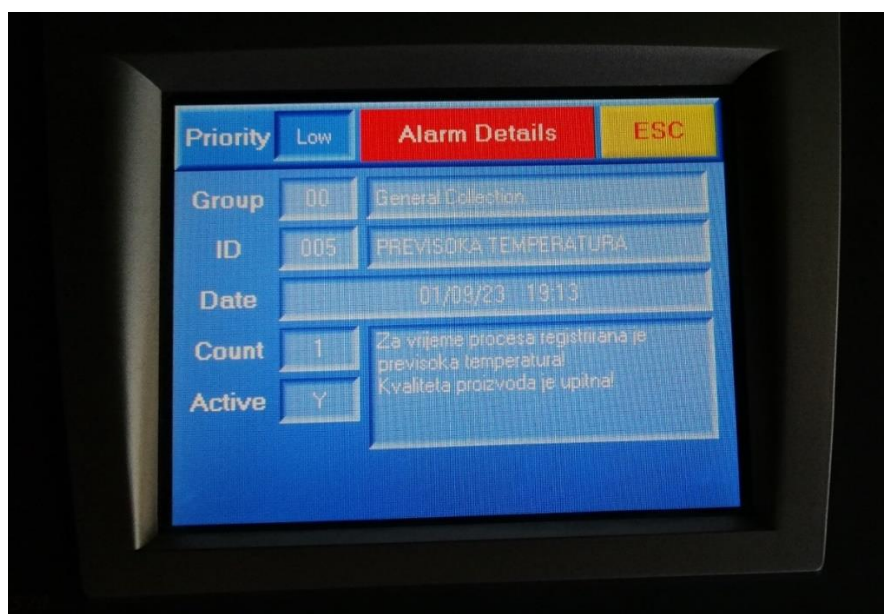 Priority Low Alarm Details ESC
Group 00 General Collection
ID 005 PREVISOKA TEMPERATURA
Date 01/09/23 19:13
Count 1 Za vrijeme procesa registrirana je
previsoka temperatura!
Active Y Kvaliteta proizvoda je upitna!